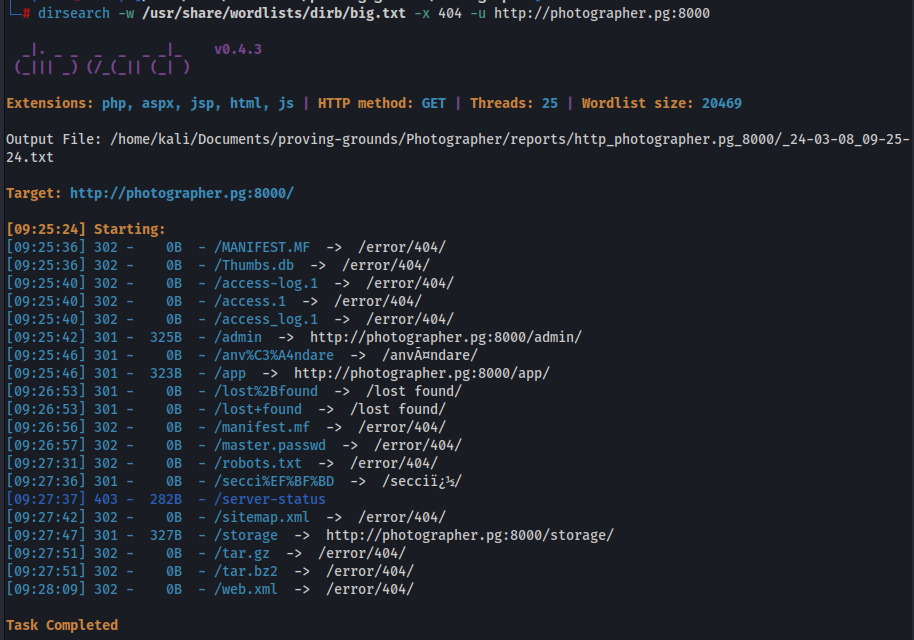 # dirsearch -w /usr/share/wordlists/dirb/big.txt -x 404 -u http://photographer.pg:8000
_|. _ _  _  _  _ _|_    v0.4.3
(_||| _) (/_(_|| (_| )
Extensions: php, aspx, jsp, html, js | HTTP method: GET | Threads: 25 | Wordlist size: 20469
Output File: /home/kali/Documents/proving-grounds/Photographer/reports/http_photographer.pg_8000/_24-03-08_09-25-
24.txt
Target: http://photographer.pg:8000/
[09:25:24] Starting:
[09:25:36] 302 -    0B  - /MANIFEST.MF  ->  /error/404/
[09:25:36] 302 -    0B  - /Thumbs.db  ->  /error/404/
[09:25:40] 302 -    0B  - /access-log.1  ->  /error/404/
[09:25:40] 302 -    0B  - /access.1  ->  /error/404/
[09:25:40] 302 -    0B  - /access_log.1  ->  /error/404/
[09:25:42] 301 -  325B  - /admin  ->  http://photographer.pg:8000/admin/
[09:25:46] 301 -    0B  - /anv%C3%A4ndare  ->  /anvÃ¤ndare/
[09:25:46] 301 -  323B  - /app  ->  http://photographer.pg:8000/app/
[09:26:53] 301 -    0B  - /lost%2Bfound  ->  /lost found/
[09:26:53] 301 -    0B  - /lost+found  ->  /lost found/
[09:26:56] 302 -    0B  - /manifest.mf  ->  /error/404/
[09:26:57] 302 -    0B  - /master.passwd  ->  /error/404/
[09:27:31] 302 -    0B  - /robots.txt  ->  /error/404/
[09:27:36] 301 -    0B  - /secci%EF%BF%BD  ->  /secciï¿½/
[09:27:37] 403 -  282B  - /server-status
[09:27:42] 302 -    0B  - /sitemap.xml  ->  /error/404/
[09:27:47] 301 -  327B  - /storage  ->  http://photographer.pg:8000/storage/
[09:27:51] 302 -    0B  - /tar.gz  ->  /error/404/
[09:27:51] 302 -    0B  - /tar.bz2  ->  /error/404/
[09:28:09] 302 -    0B  - /web.xml  ->  /error/404/
Task Completed